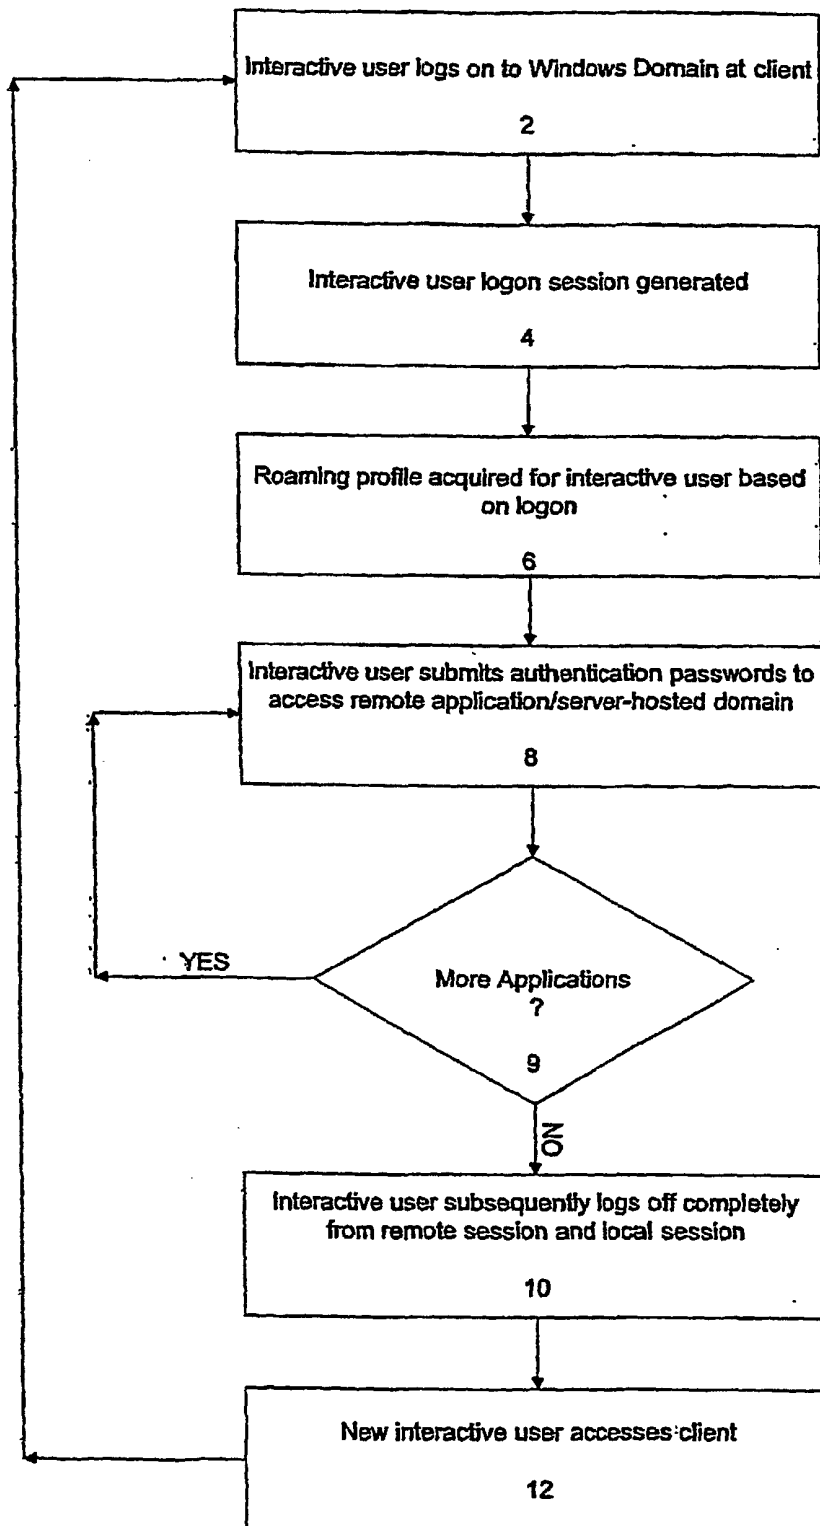 Interactive user logs on to Windows Domain at client
2
Interactive user logon session generated
4
Roaming profile acquired for interactive user based
on logon
6
Interactive user submits authentication passwords to
access remote application/server-hosted domain
8
YES
More Applications
?
9
NO
Interactive user subsequently logs off completely
from remote session and local session
10
New interactive user accesses client
12